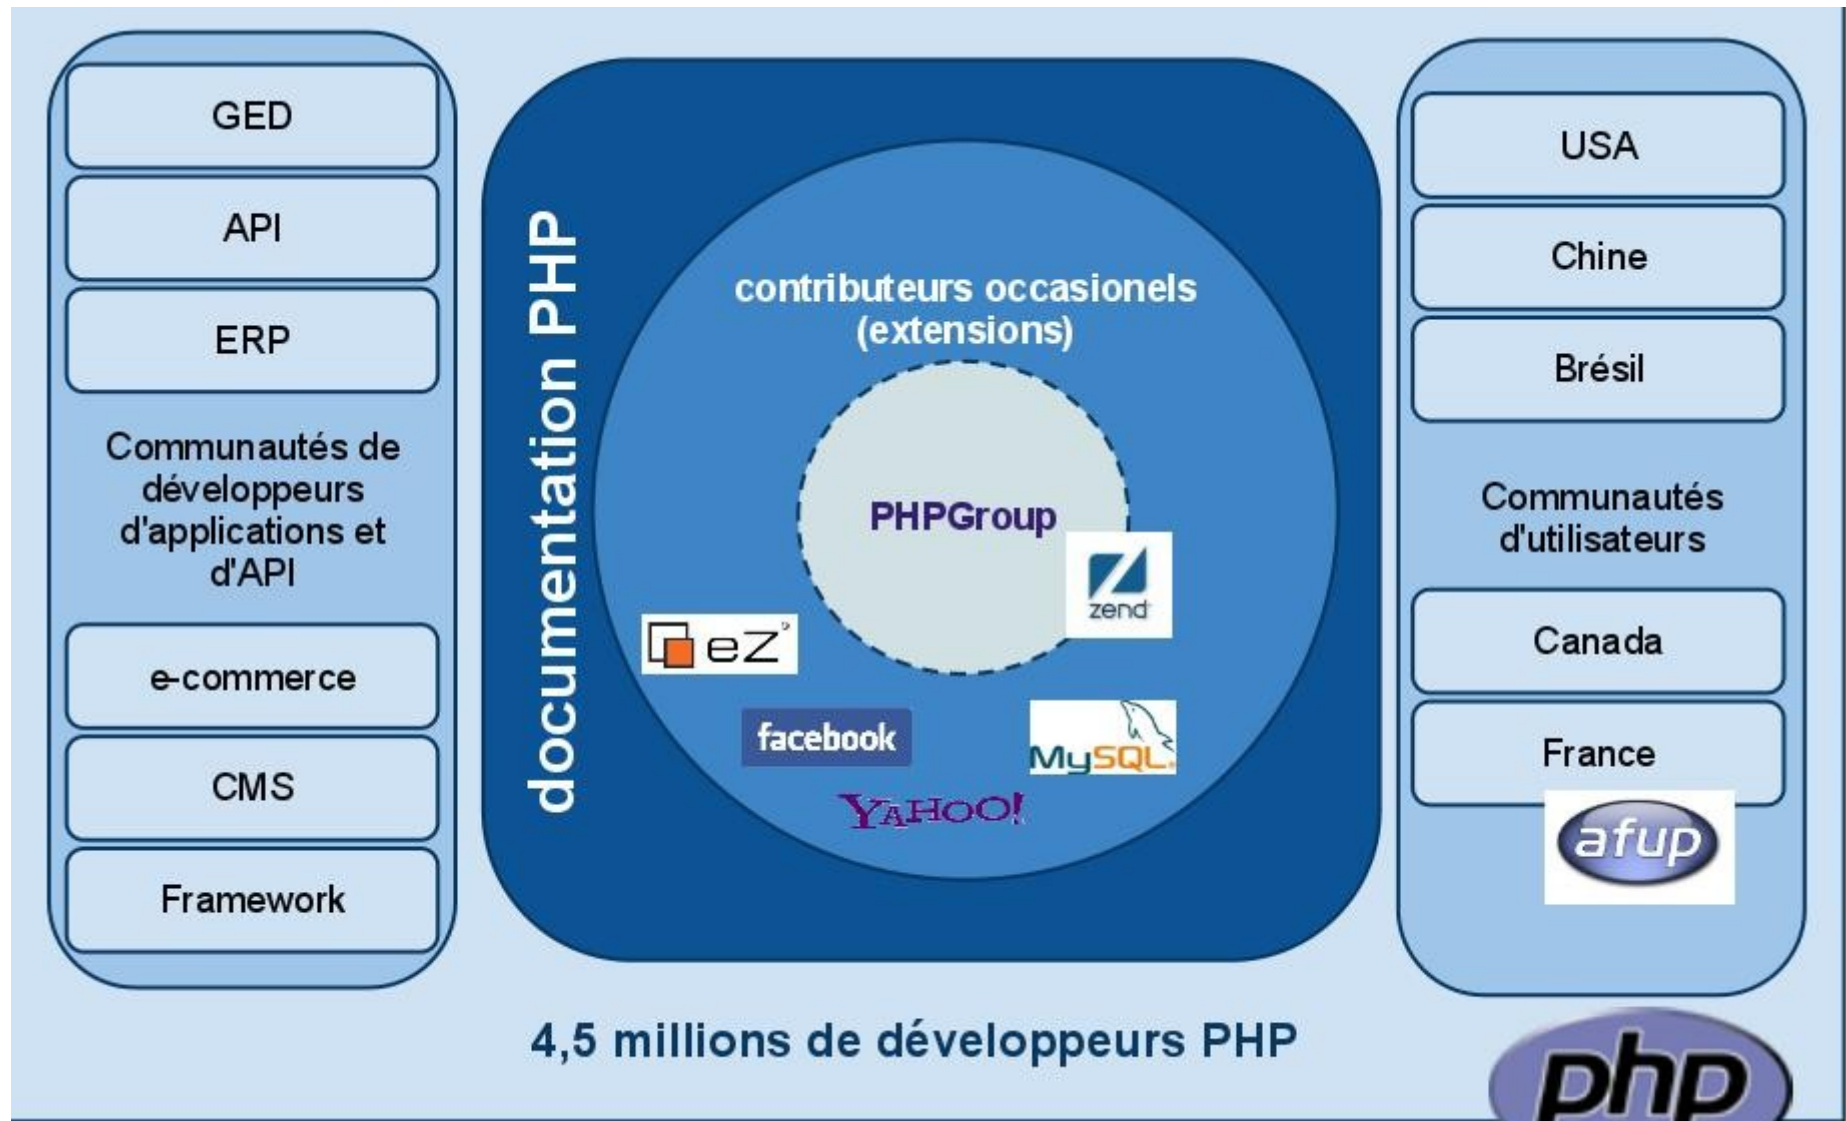 GED
API
ERP
Communautés de
développeurs
d'applications et
d'API
e-commerce
CMS
Framework
documentation PHP
contributeurs occasionels
(extensions)
PHPGroup
zend
eZ
facebook
MySQL
YAHOO!
USA
Chine
Brésil
Communautés
d'utilisateurs
Canada
France
afup
4,5 millions de développeurs PHP
php